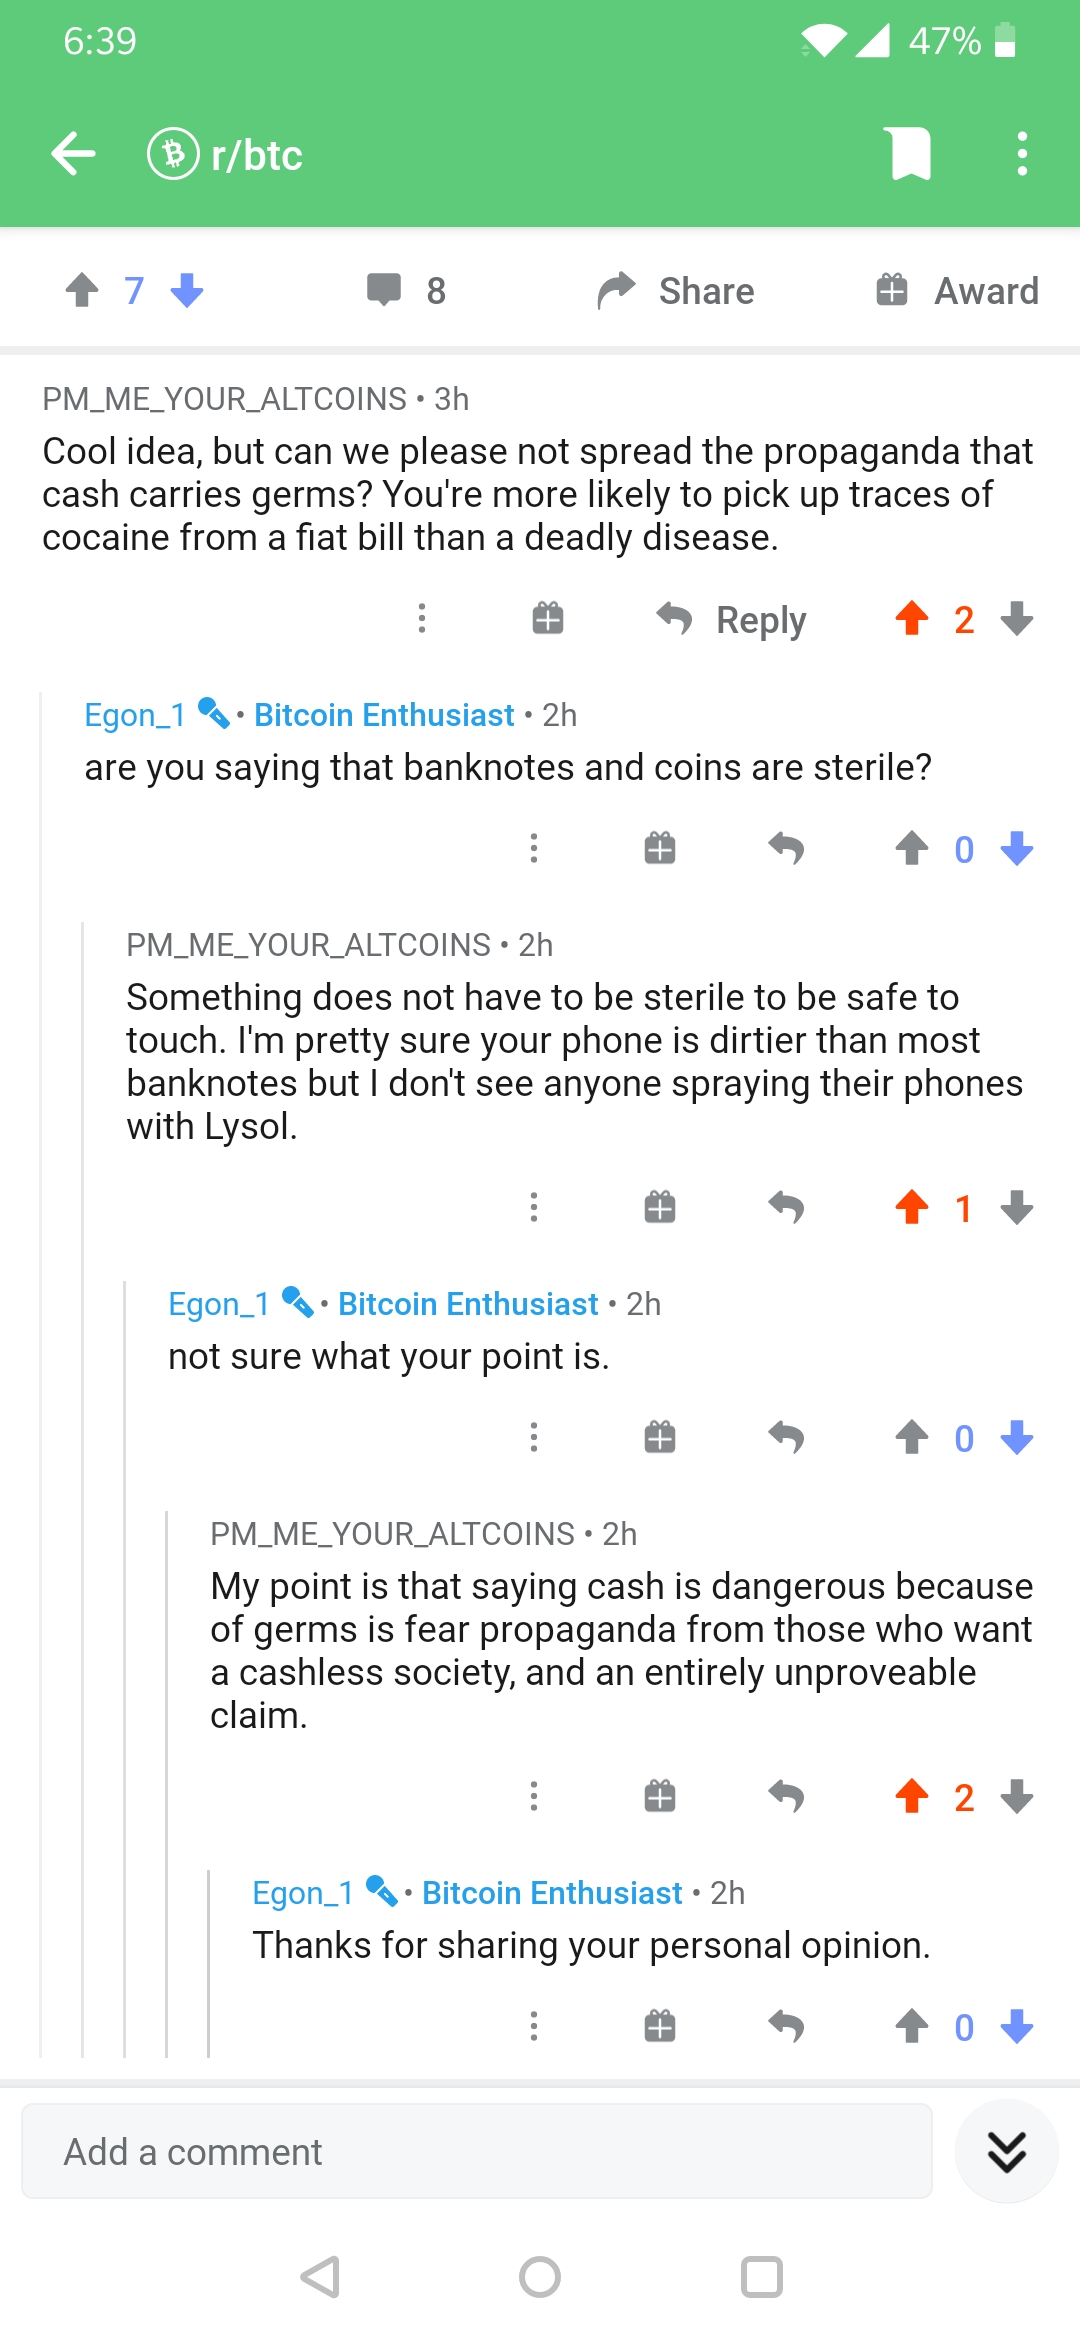 6:39
47%
r/btc
7
8
Share
Award
PM_ME_YOUR_ALTCOINS • 3h
Cool idea, but can we please not spread the propaganda that
cash carries germs? You're more likely to pick up traces of
cocaine from a fiat bill than a deadly disease.
Reply
2
Egon_1 • Bitcoin Enthusiast • 2h
are you saying that banknotes and coins are sterile?
0
PM_ME_YOUR_ALTCOINS • 2h
Something does not have to be sterile to be safe to
touch. I'm pretty sure your phone is dirtier than most
banknotes but I don't see anyone spraying their phones
with Lysol.
1
Egon_1 • Bitcoin Enthusiast • 2h
not sure what your point is.
0
PM_ME_YOUR_ALTCOINS • 2h
My point is that saying cash is dangerous because
of germs is fear propaganda from those who want
a cashless society, and an entirely unproveable
claim.
2
Egon_1 • Bitcoin Enthusiast • 2h
Thanks for sharing your personal opinion.
0
Add a comment